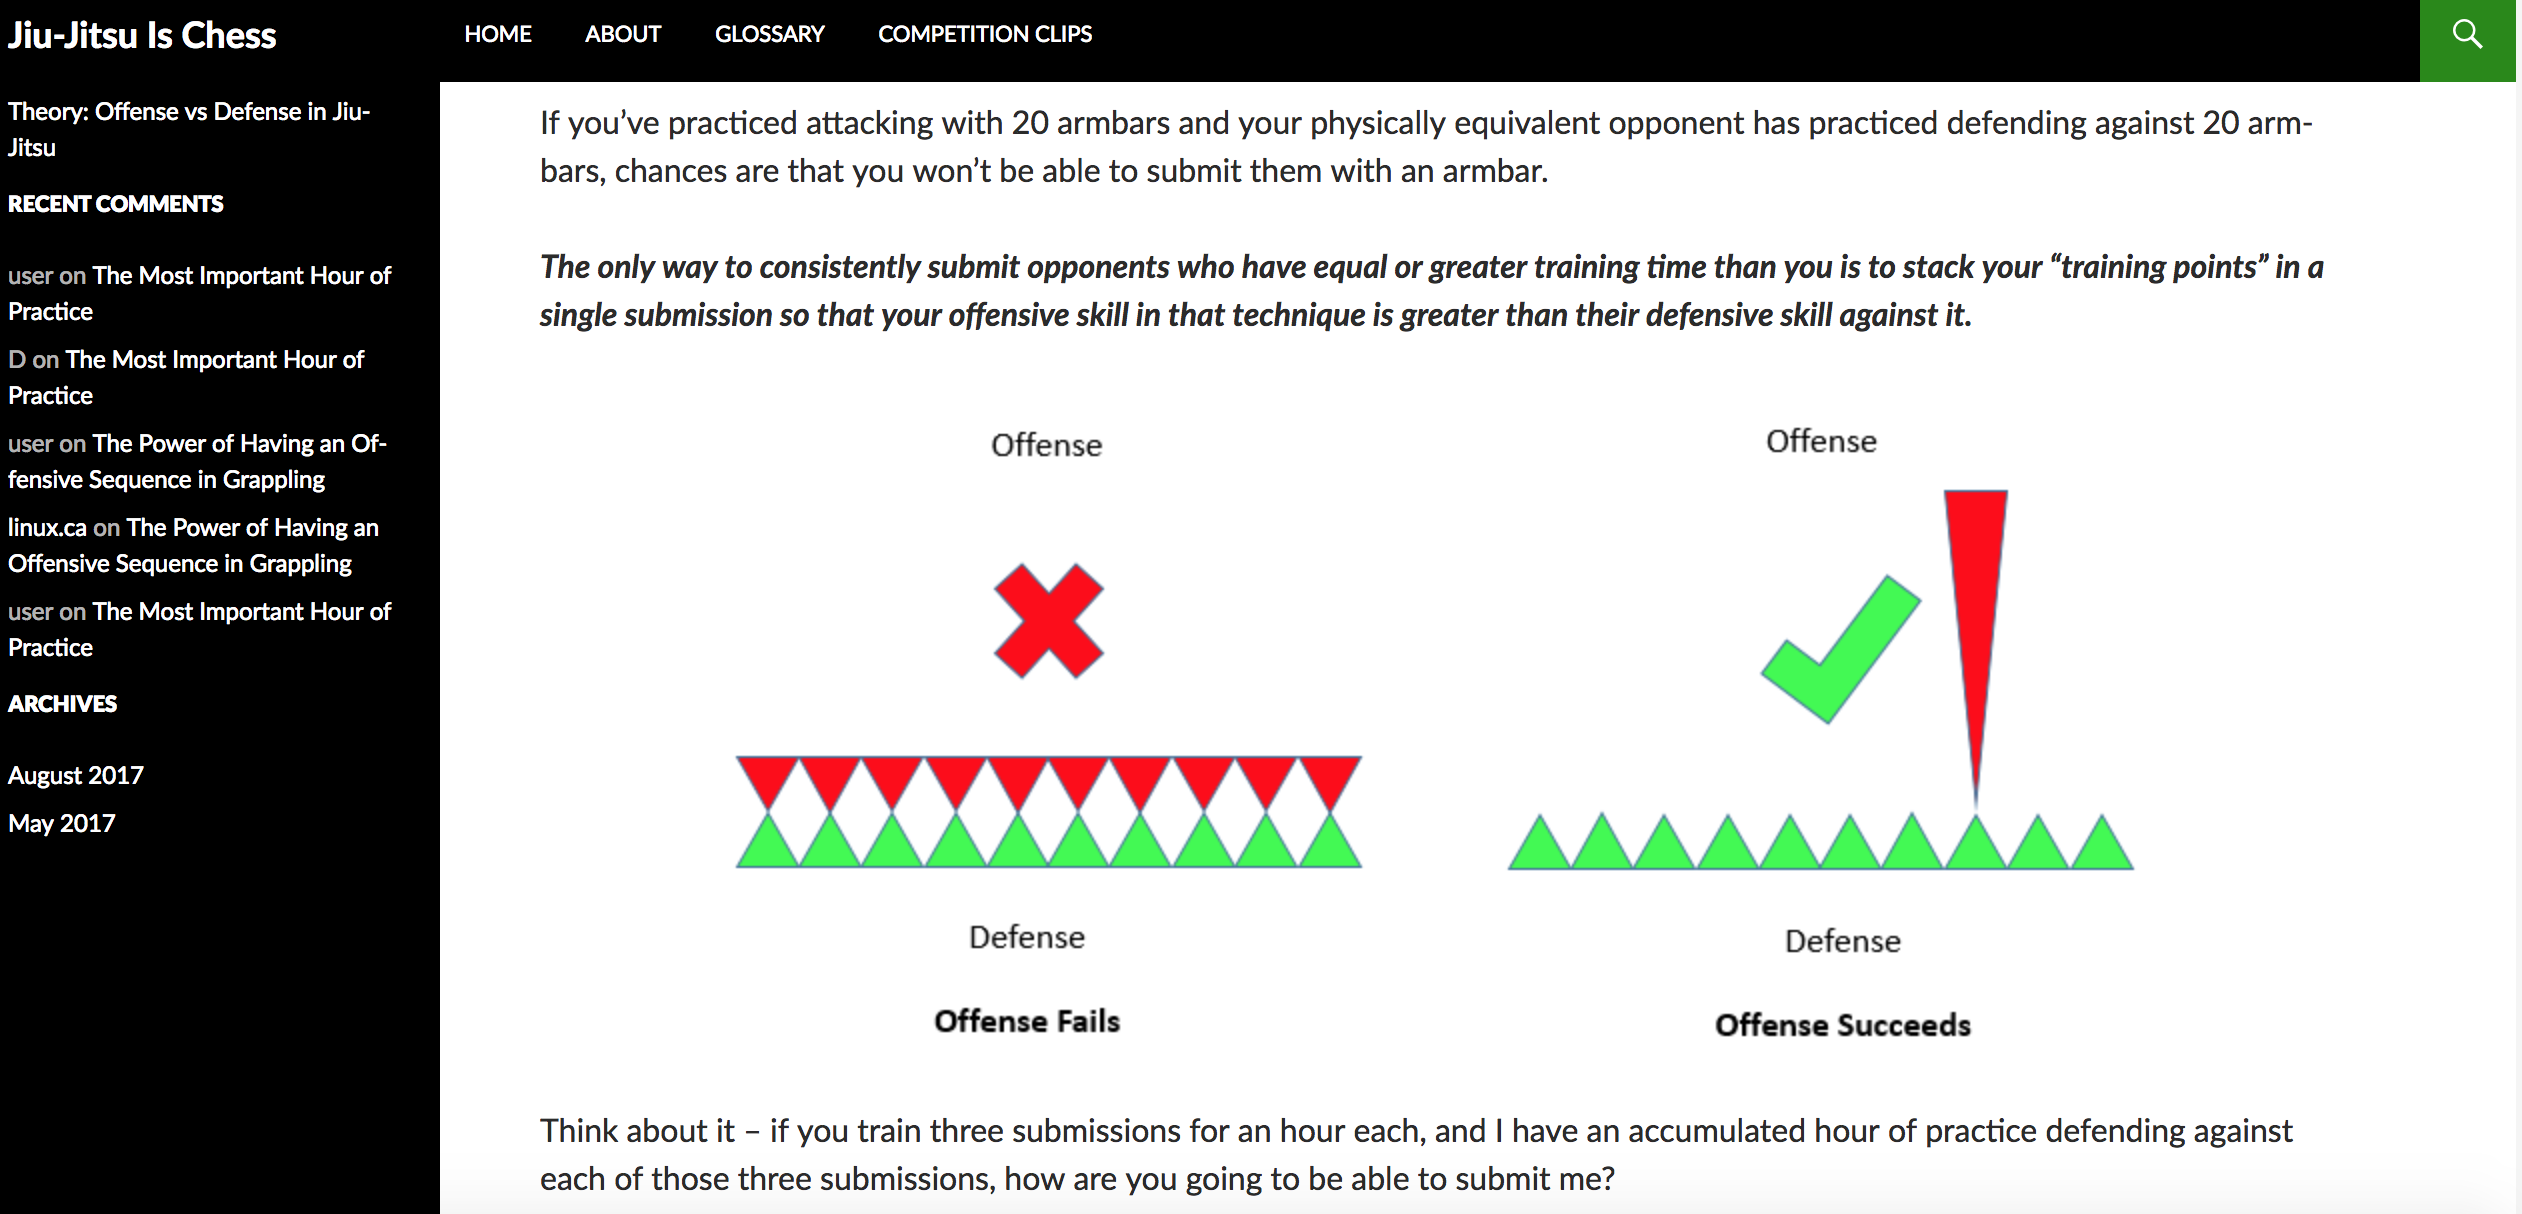 Jiu-Jitsu Is Chess
HOME ABOUT GLOSSARY COMPETITION CLIPS
Theory: Offense vs Defense in Jiu-
Jitsu
RECENT COMMENTS
user on The Most Important Hour of
Practice
D on The Most Important Hour of
Practice
user on The Power of Having an Of-
fensive Sequence in Grappling
linux.ca on The Power of Having an
Offensive Sequence in Grappling
user on The Most Important Hour of
Practice
ARCHIVES
August 2017
May 2017
If you’ve practiced attacking with 20 armbars and your physically equivalent opponent has practiced defending against 20 arm-
bars, chances are that you won’t be able to submit them with an armbar.
The only way to consistently submit opponents who have equal or greater training time than you is to stack your “training points” in a
single submission so that your offensive skill in that technique is greater than their defensive skill against it.
Offense
Defense
Offense Fails
Offense
Defense
Offense Succeeds
Think about it – if you train three submissions for an hour each, and I have an accumulated hour of practice defending against
each of those three submissions, how are you going to be able to submit me?